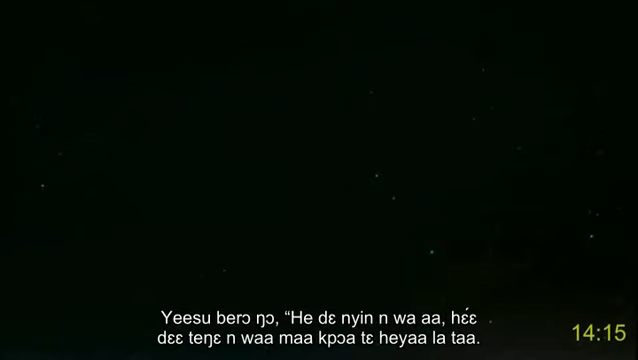 Yeesu berɔ ŋɔ, “He dɛ nyin n wa aa, hɛ́ɛ
dɛɛ teŋɛ n waa maa kpɔa tɛ heyaa la taa.
14:15